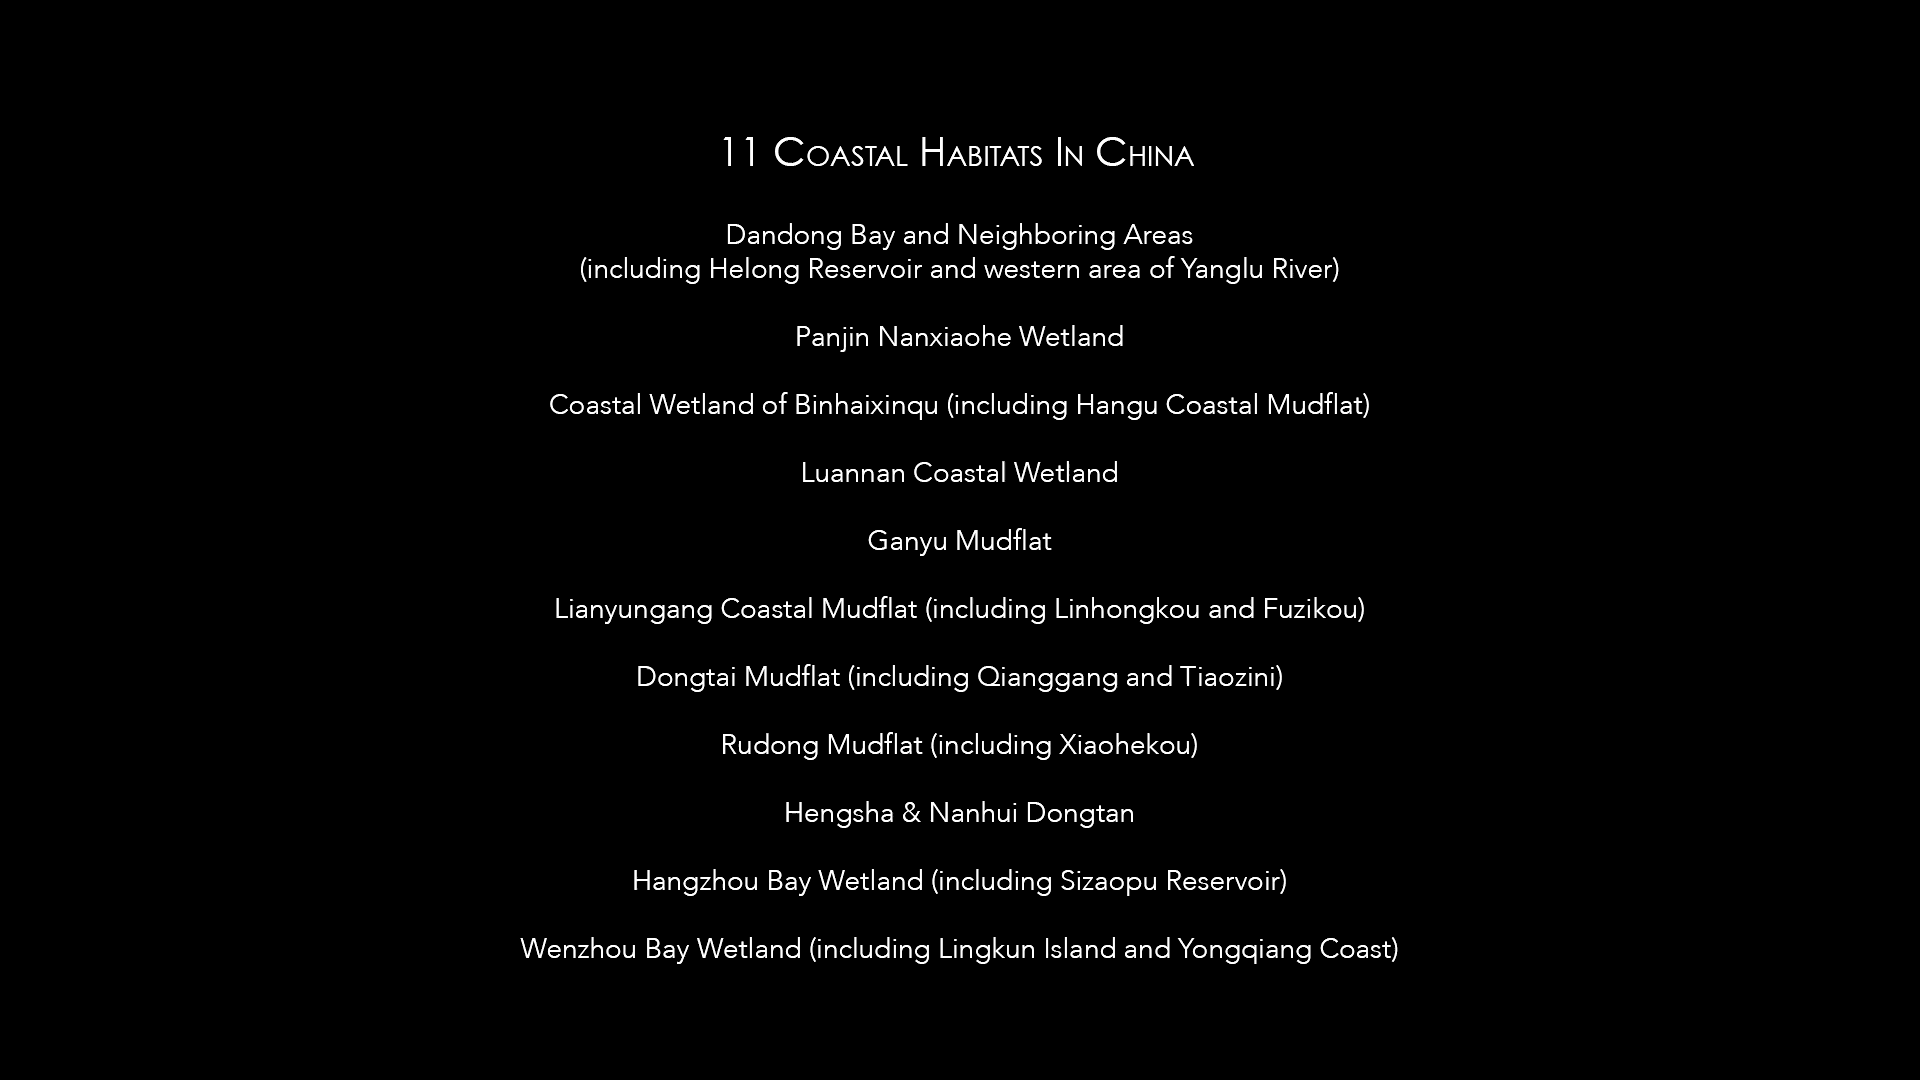 11 Coastal Habitats In China
Dandong Bay and Neighboring Areas
(including Helong Reservoir and western area of Yanglu River)
Panjin Nanxiaohe Wetland
Coastal Wetland of Binhaixinqu (including Hangu Coastal Mudflat)
Luannan Coastal Wetland
Ganyu Mudflat
Lianyungang Coastal Mudflat (including Linhongkou and Fuzikou)
Dongtai Mudflat (including Qianggang and Tiaozini)
Rudong Mudflat (including Xiaohekou)
Hengsha & Nanhui Dongtan
Hangzhou Bay Wetland (including Sizaopu Reservoir)
Wenzhou Bay Wetland (including Lingkun Island and Yongqiang Coast)